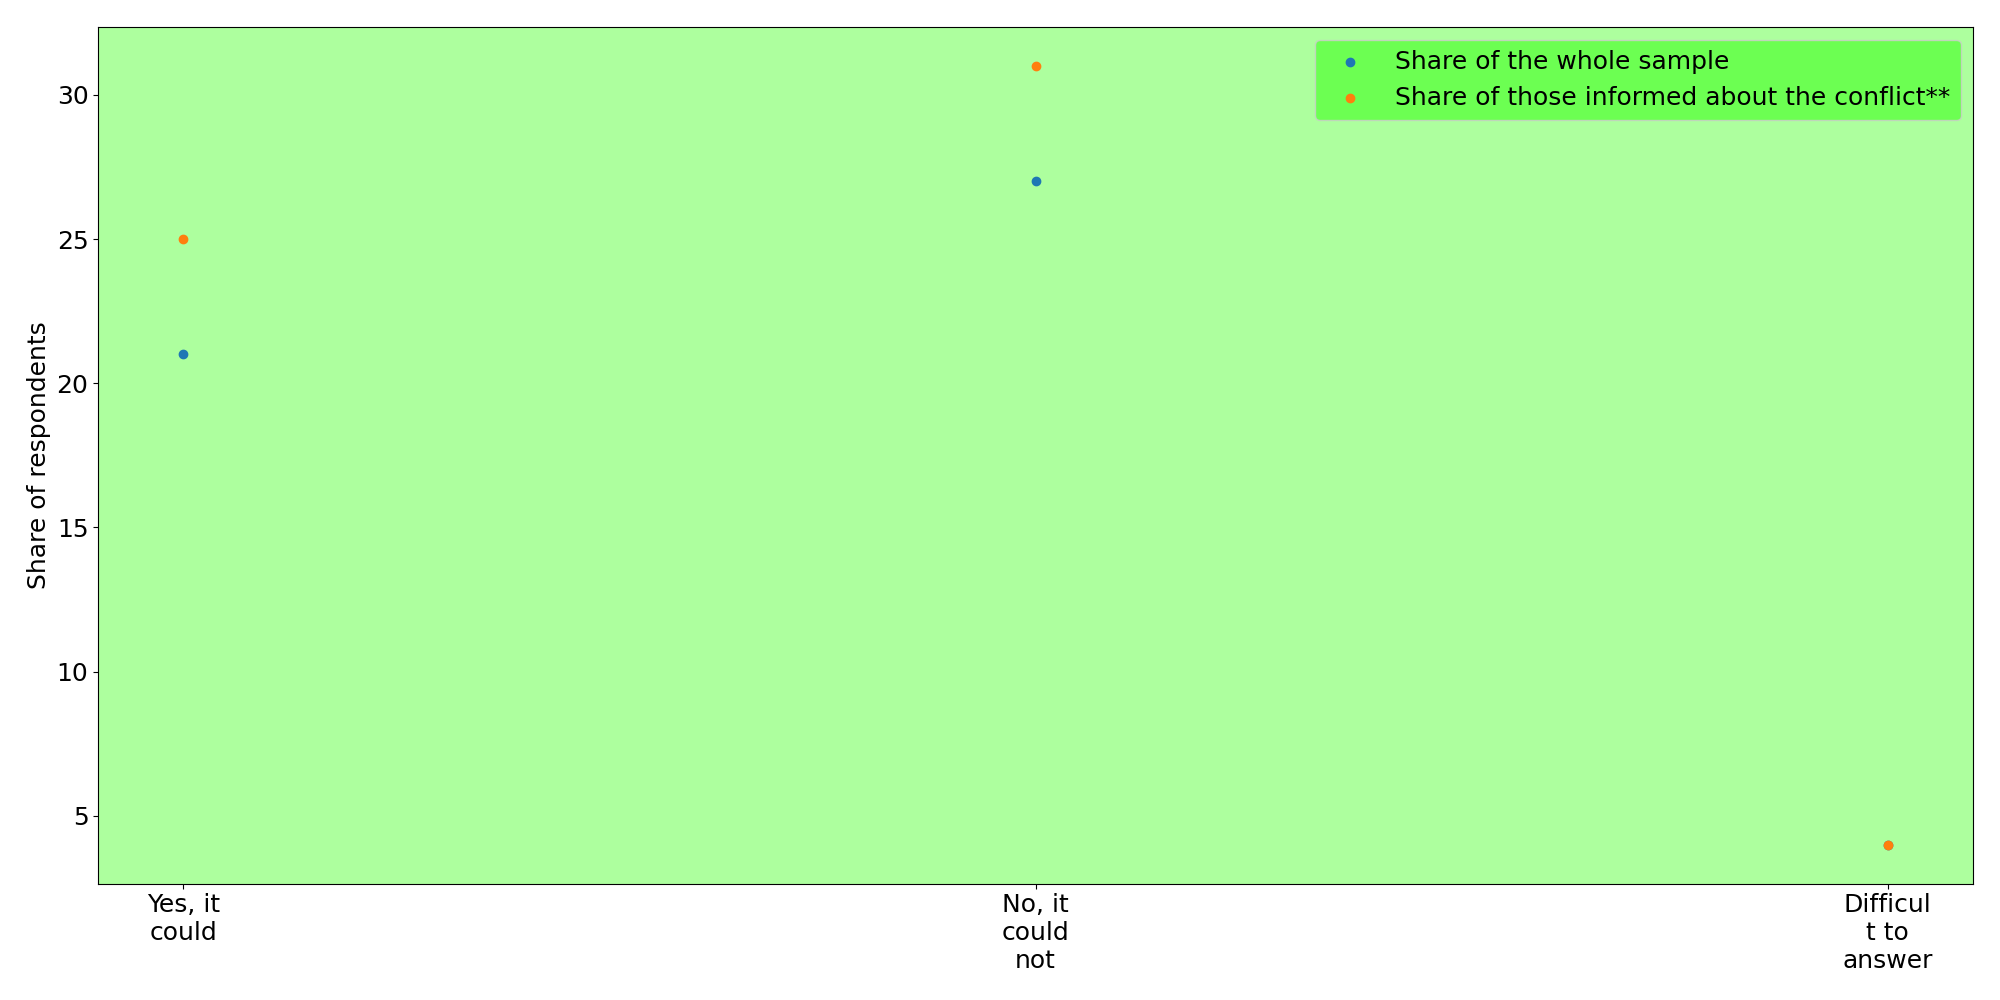 Share of the whole sample
Share of those informed about the conflict**
Share of respondents
30
25
20
15
10
5
Yes, it
could
No, it
could
not
Difficul
t to
answer